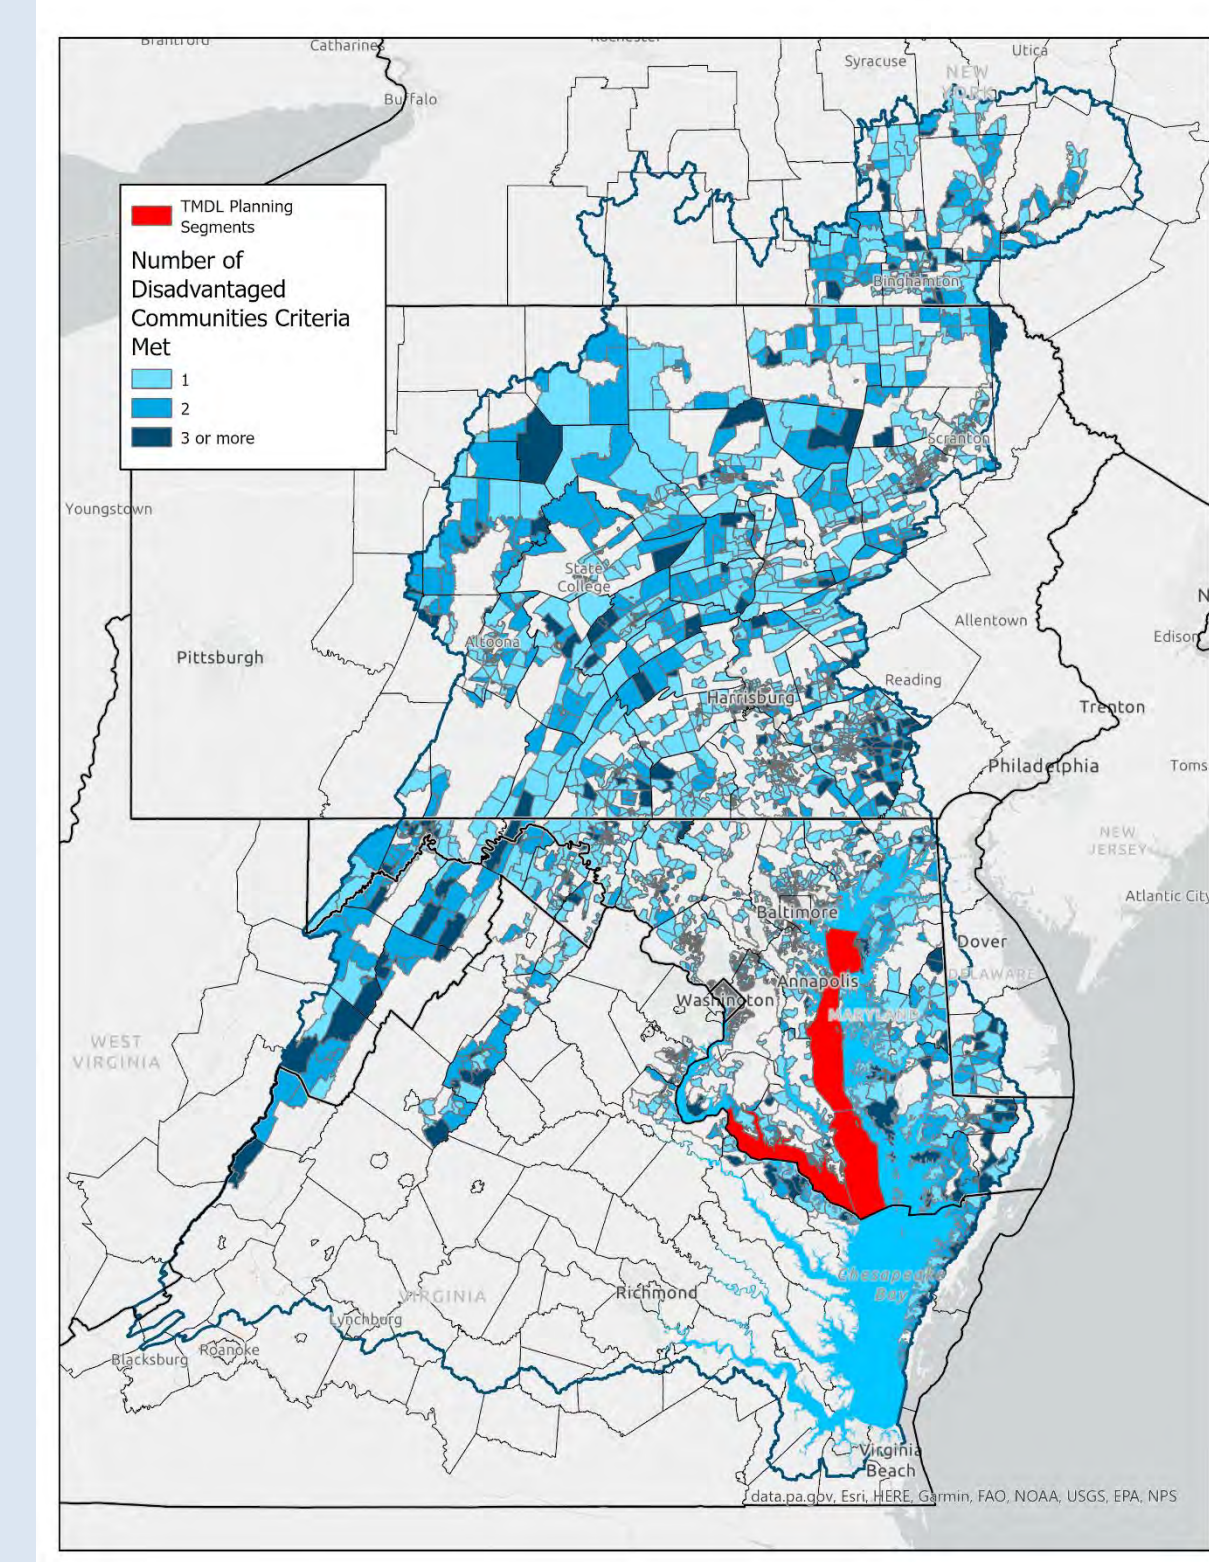 Brantford
Catharines
Rochester
Utica
Syracuse
NEW
YORK
Buffalo
TMDL Planning
Segments
Number of
Disadvantaged
Communities Criteria
Met
1
2
3 or more
Binghamton
Scranton
Youngstown
State
College
Allentown
Edison
Altoona
Pittsburgh
Reading
Harrisburg
Trenton
Philadelphia
Toms
NEW
JERSEY
Atlantic City
Baltimore
Dover
DELAWARE
Annapolis
Washington
MARYLAND
WEST
VIRGINIA
Chesapeake
Bay
Richmond
VIRGINIA
Lynchburg
Roanoke
Blacksburg
Virginia
Beach
data.pa.gov, Esri, HERE, Garmin, FAO, NOAA, USGS, EPA, NPS